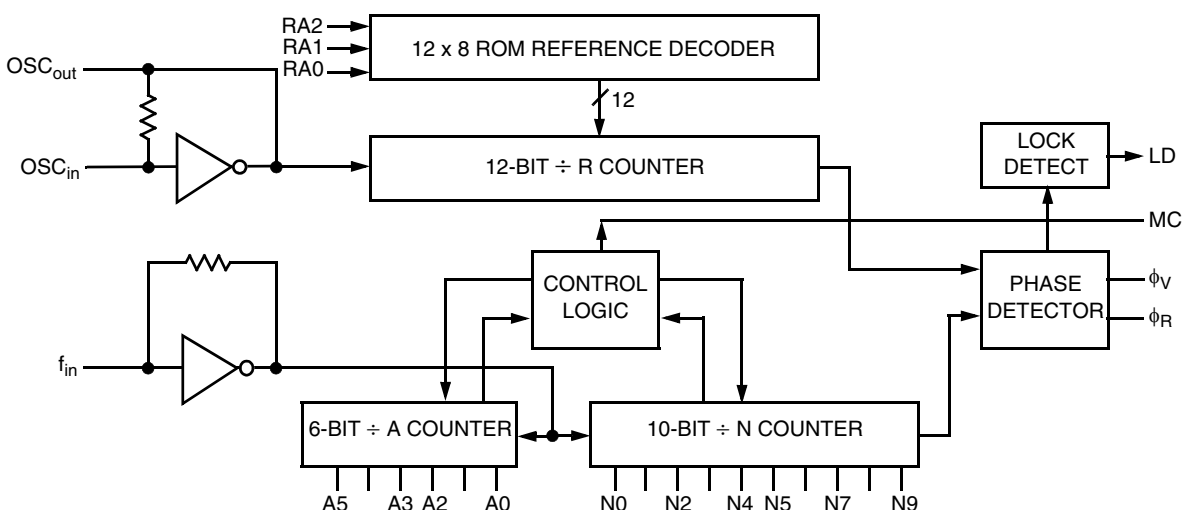 RA2
12 x 8 ROM REFERENCE DECODER
RA1
RA0
OSCout
12
OSCin
12-BIT ÷ R COUNTER
LOCK
DETECT
LD
MC
CONTROL
LOGIC
PHASE
DETECTOR
ϕV
ϕR
fin
6-BIT ÷ A COUNTER
10-BIT ÷ N COUNTER
A5 A3 A2 A0 N0 N2 N4 N5 N7 N9